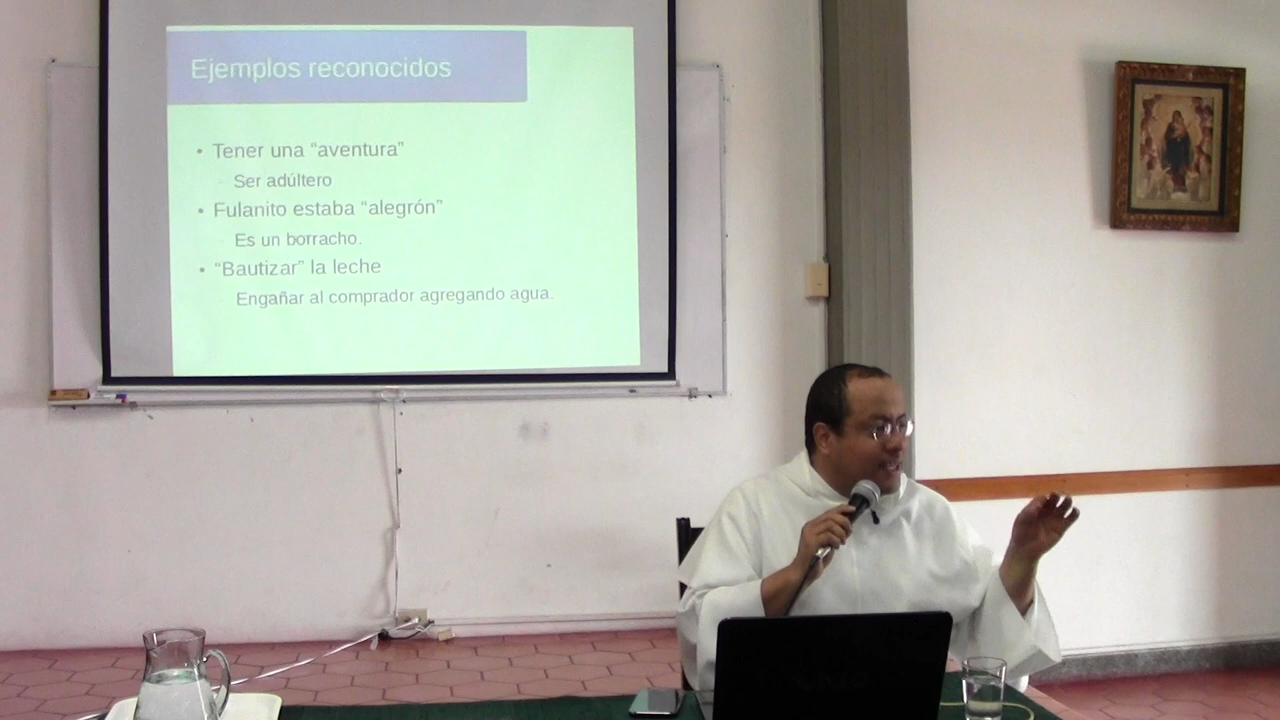 Ejemplos reconocidos
• Tener una “aventura”
Ser adúltero
• Fulanito estaba “alegrón”
Es un borracho.
• “Bautizar” la leche
Engañar al comprador agregando agua.